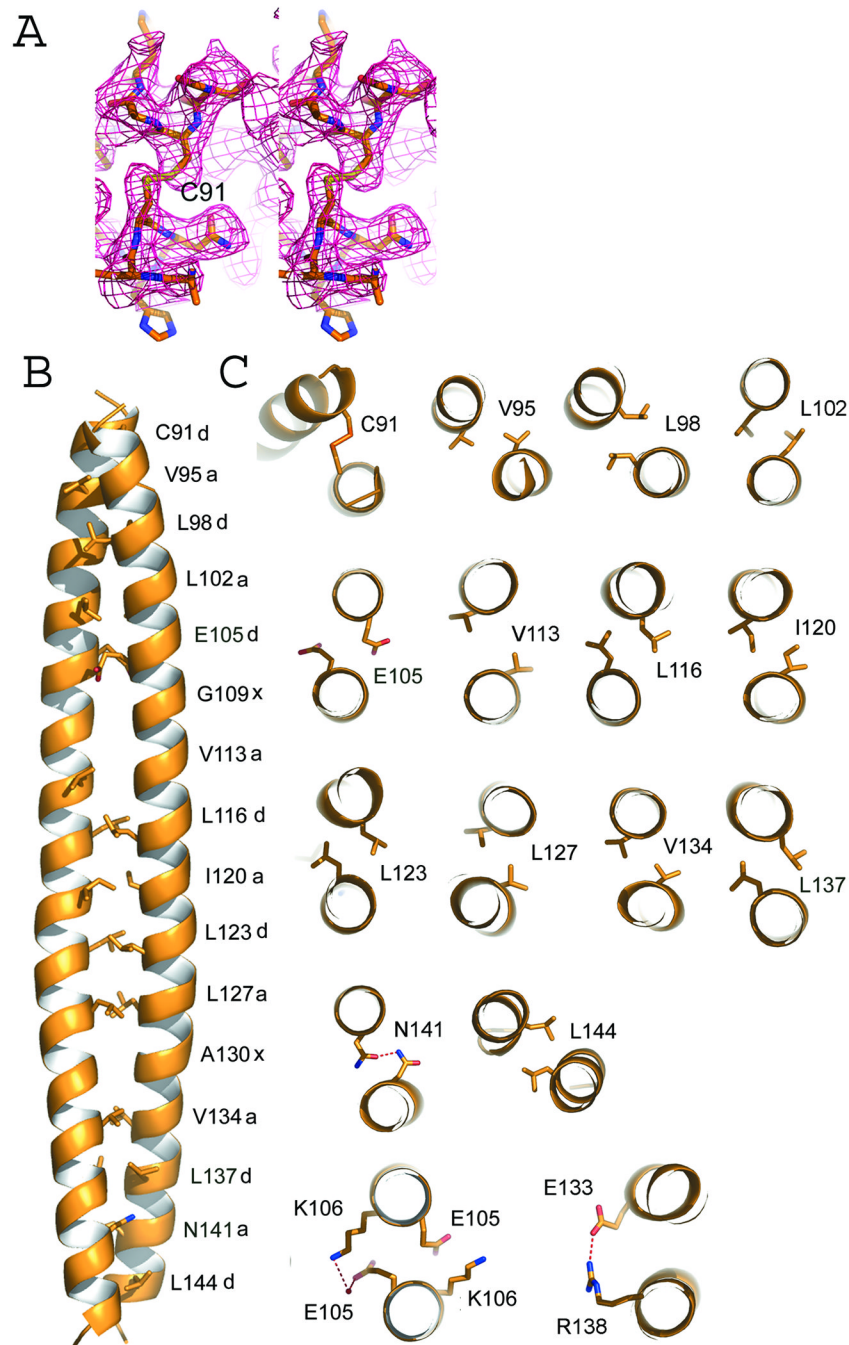 A
C91
B
C91 d
V95 a
L98 d
L102 a
E105 d
G109 x
V113 a
L116 d
I120 a
L123 d
L127 a
A130 x
V134 a
L137 d
N141 a
L144 d
C
C91
V95
L98
L102
E105
V113
L116
I120
L123
L127
V134
L137
N141
L144
K106
E105
E105
K106
E133
R138